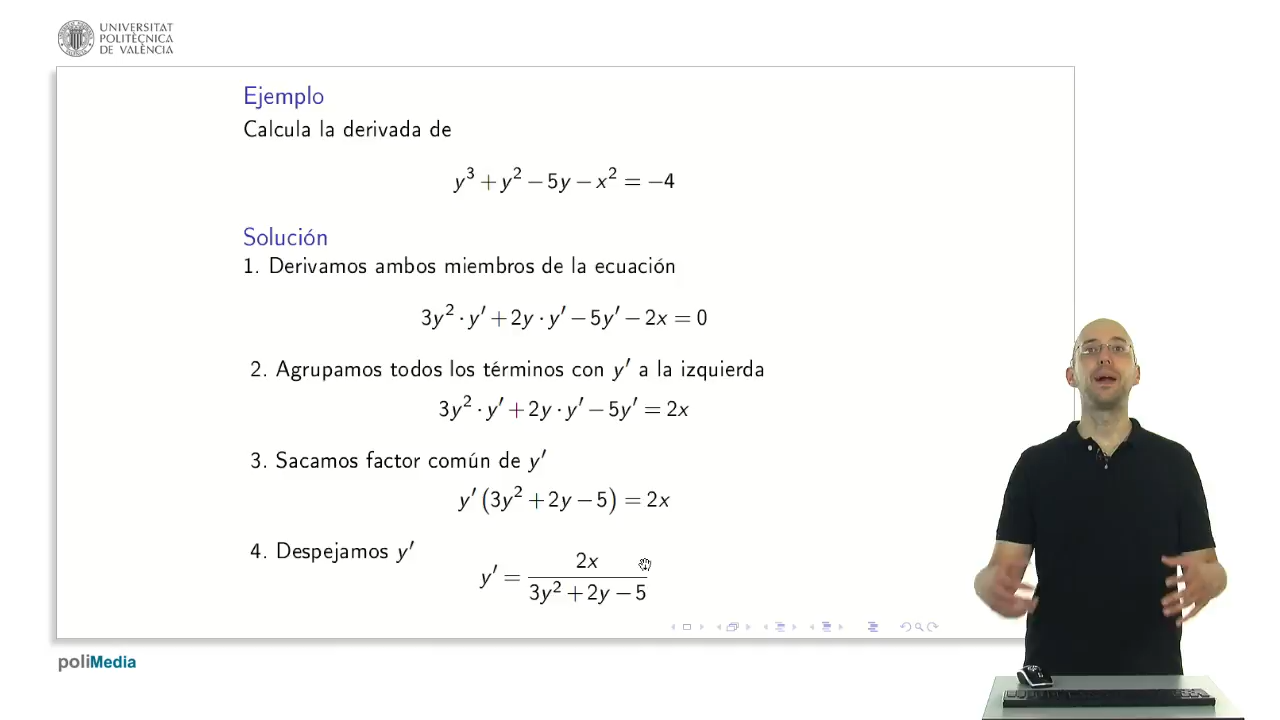 UNIVERSITAT
POLITÈCNICA
DE VALÈNCIA
Ejemplo
Calcula la derivada de
y³ + y² − 5y − x² = −4
Solución
1. Derivamos ambos miembros de la ecuación
3y² · y′ + 2y · y′ − 5y′ − 2x = 0
2. Agrupamos todos los términos con y′ a la izquierda
3y² · y′ + 2y · y′ − 5y′ = 2x
3. Sacamos factor común de y′
y′ (3y² + 2y − 5) = 2x
4. Despejamos y′
y′ = 2x / (3y² + 2y − 5)
poliMedia